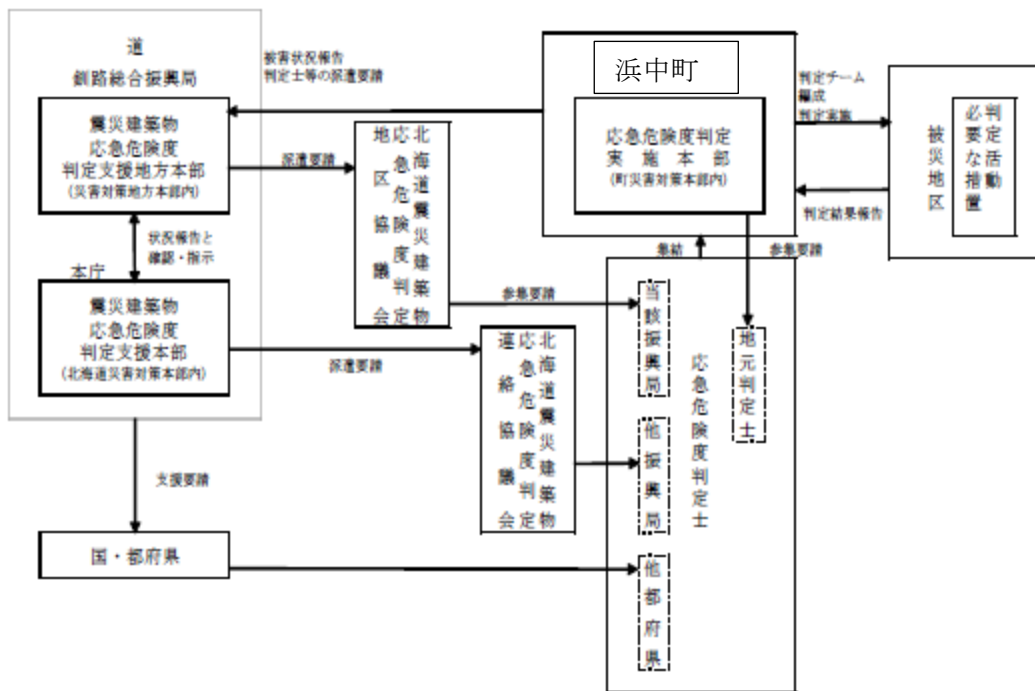 道
釧路総合振興局
震災建築物
応急危険度
判定支援地方本部
(災害対策地方本部内)
状況報告と
確認・指示
本庁
震災建築物
応急危険度
判定支援本部
(北海道災害対策本部内)
支援要請
国・都府県
被害状況報告
判定士等の派遣要請
派遣要請
北海道震災建築物
応急危険度判定
地区協議会
派遣要請
北海道震災建築物
応急危険度判定
連絡協議会
参集要請
浜中町
応急危険度判定
実施本部
(町災害対策本部内)
集結
参集要請
当該振興局
他振興局
他都府県
応急危険度判定士
地元判定士
判定チーム
編成
判定実施
判定結果報告
被災地区
判定活動
必要な措置